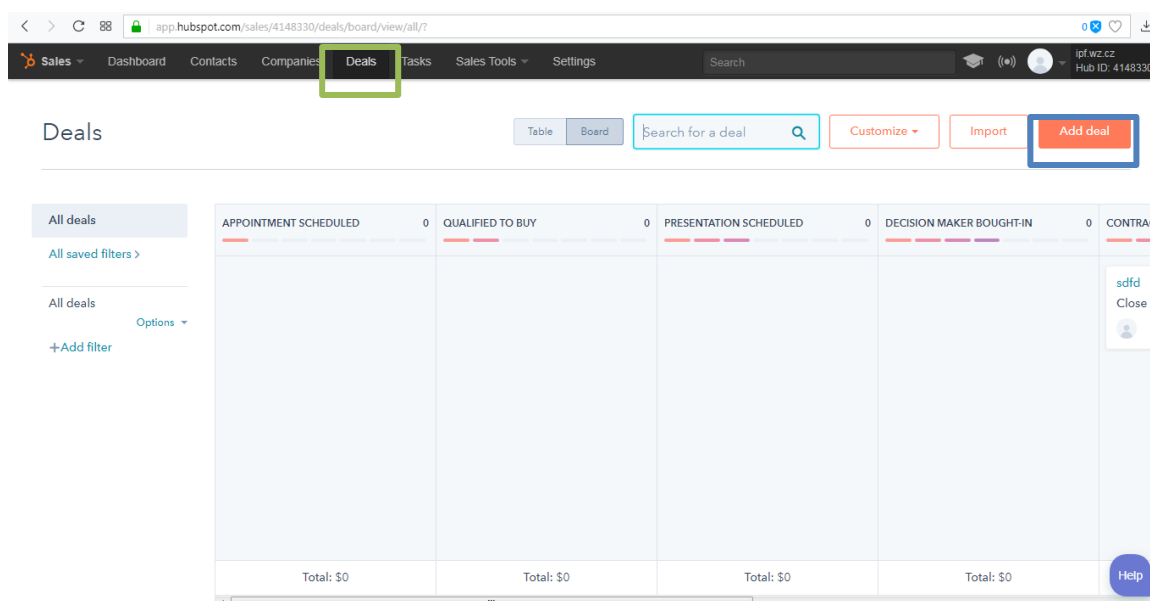 app.hubspot.com/sales/4148330/deals/board/view/all/? 0
Sales Dashboard Contacts Companies Deals Tasks Sales Tools Settings Search ipf.wz.cz
Hub ID: 4148330
Deals Table Board Search for a deal Customize Import Add deal
All deals
All saved filters >
All deals
Options
+Add filter
APPOINTMENT SCHEDULED 0 QUALIFIED TO BUY 0 PRESENTATION SCHEDULED 0 DECISION MAKER BOUGHT-IN 0 CONTRA
sdfd
Close
Total: $0 Total: $0 Total: $0 Total: $0
Help